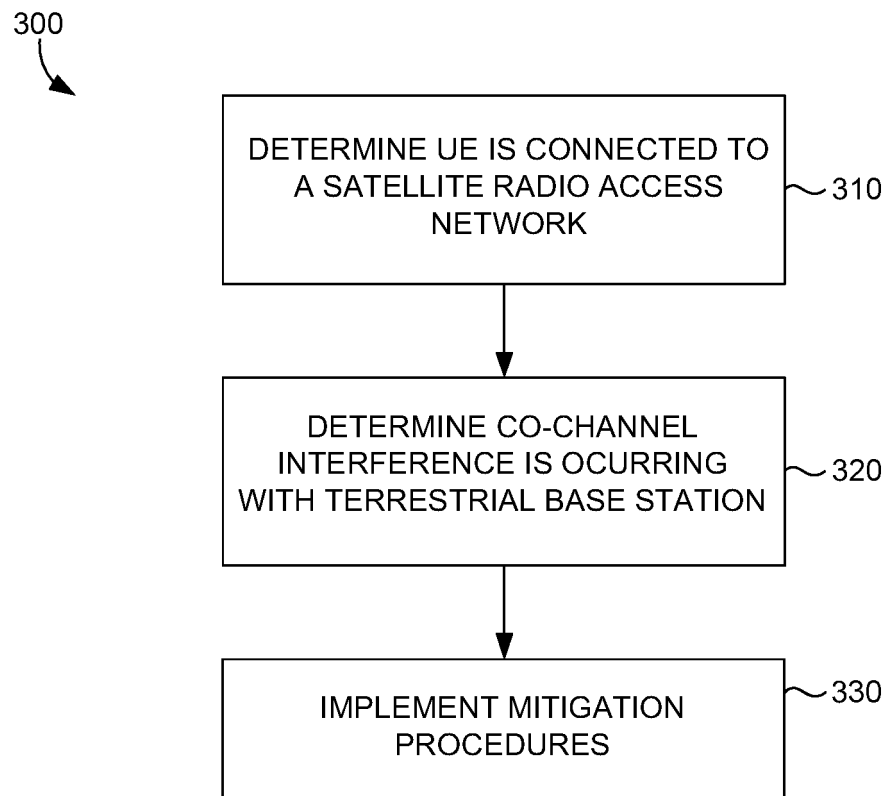 300
DETERMINE UE IS CONNECTED TO
A SATELLITE RADIO ACCESS
NETWORK
310
DETERMINE CO-CHANNEL
INTERFERENCE IS OCURRING
WITH TERRESTRIAL BASE STATION
320
IMPLEMENT MITIGATION
PROCEDURES
330